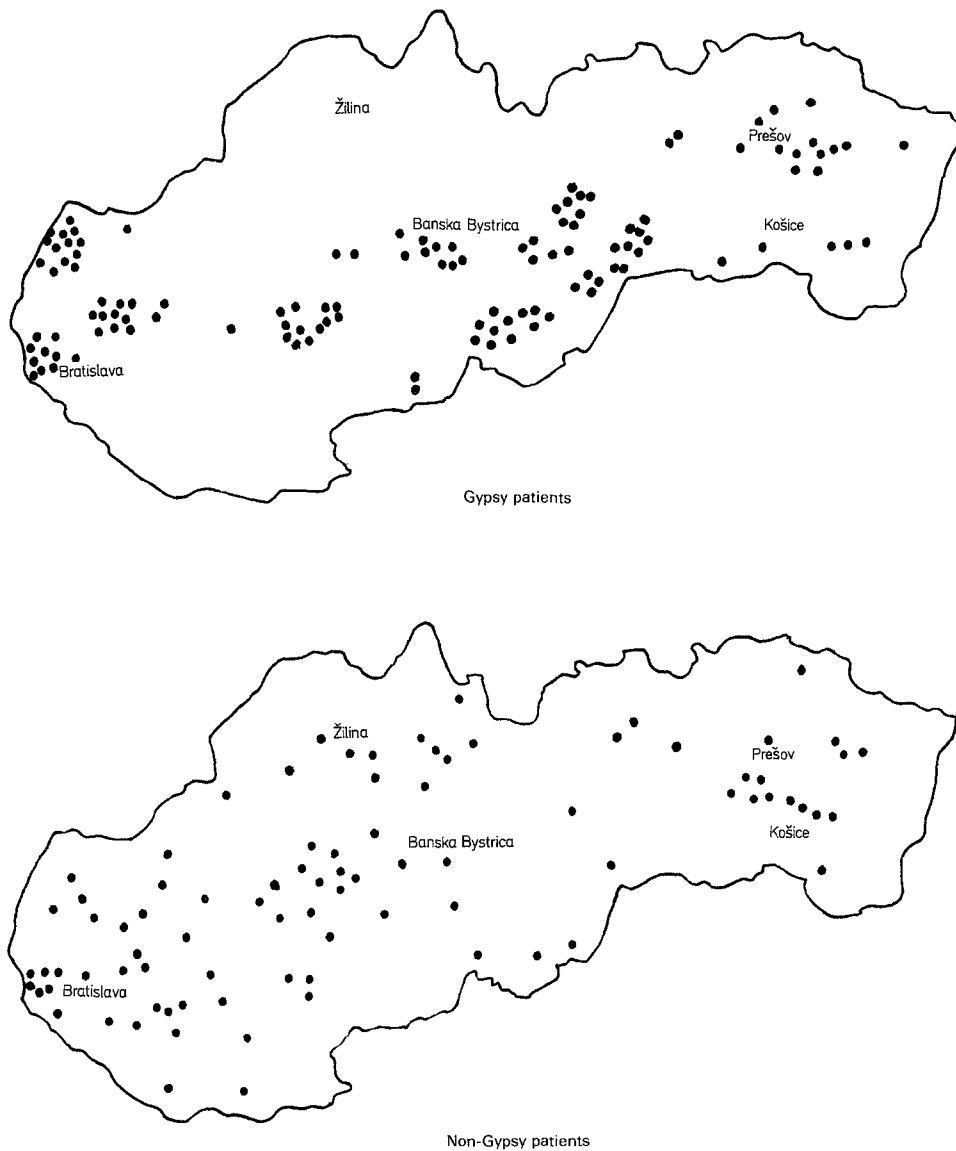 Žilina
Prešov
Banska Bystrica
Košice
Bratislava
Gypsy patients
Žilina
Prešov
Banska Bystrica
Košice
Bratislava
Non-Gypsy patients